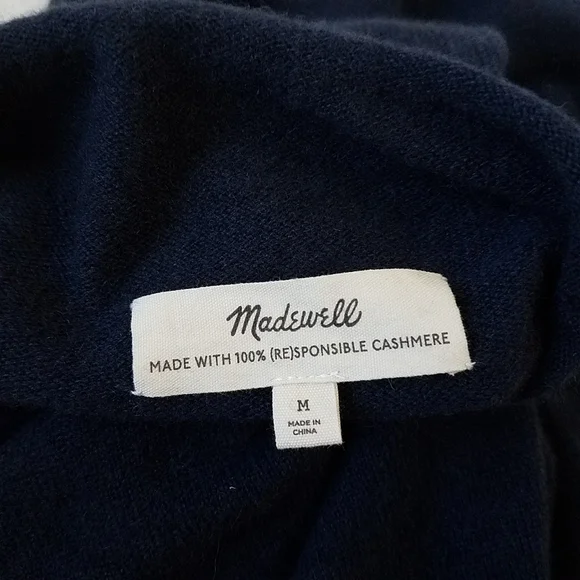 Madewell
MADE WITH 100% (RE)SPONSIBLE CASHMERE
M
MADE IN
CHINA